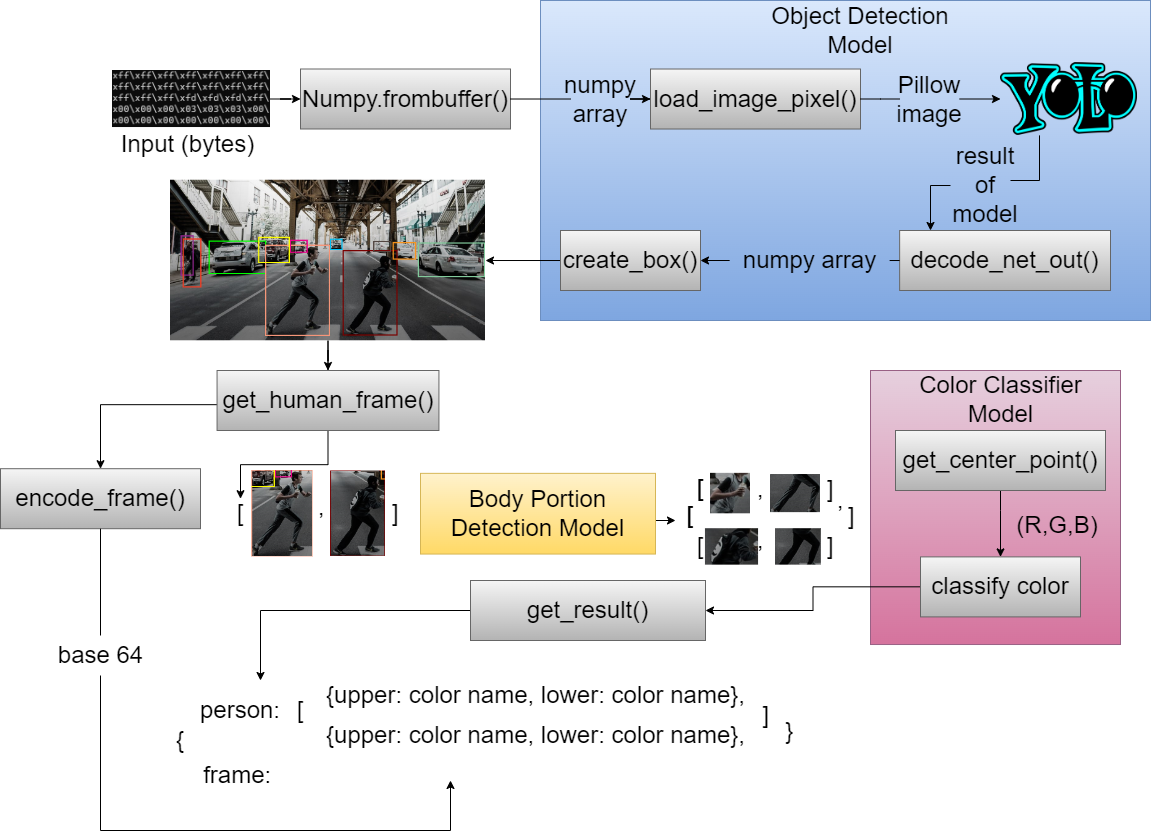 Object Detection
Model
xff\xff\xff\xff\xff\xff\xff\
xff\xff\xff\xff\xff\xff\xff\
xff\xff\xff\xfd\xfd\xff\xff\
x00\x00\x00\x03\x03\x03\x00\
x00\x00\x00\x00\x00\x00\x00\
Input (bytes)
Numpy.frombuffer()
numpy
array
load_image_pixel()
Pillow
image
YOLO
result
of
model
decode_net_out()
numpy array
create_box()
get_human_frame()
encode_frame()
[ , ]
Body Portion
Detection Model
[ , ]
[ , ]
[ , ]
Color Classifier
Model
get_center_point()
(R,G,B)
classify color
get_result()
base 64
{
person: [
{upper: color name, lower: color name},
{upper: color name, lower: color name},
] }
frame: